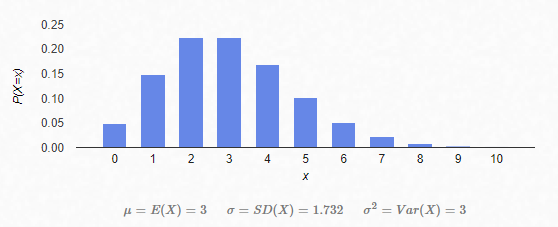 0.25
0.20
0.15
0.10
0.05
0.00
P(X=x)
0 1 2 3 4 5 6 7 8 9 10
x
μ = E(X) = 3 σ = SD(X) = 1.732 σ² = Var(X) = 3